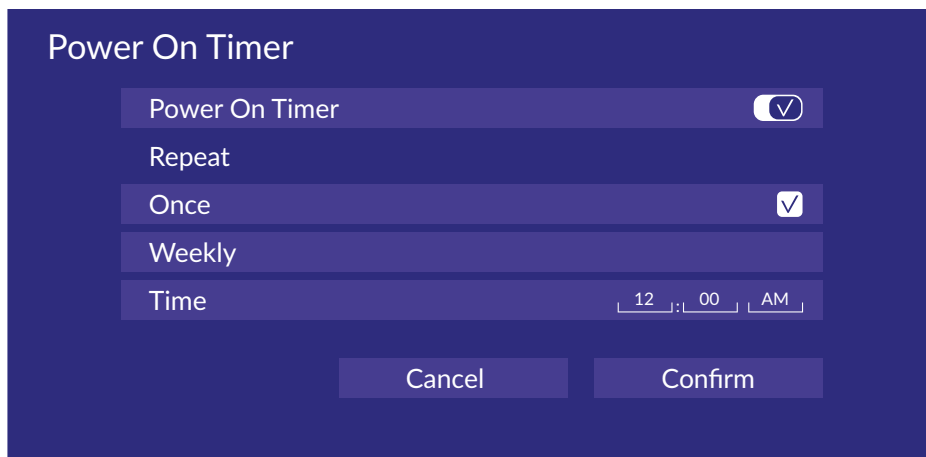 Power On Timer
Power On Timer
Repeat
Once
Weekly
Time 12 : 00 AM
Cancel Confirm